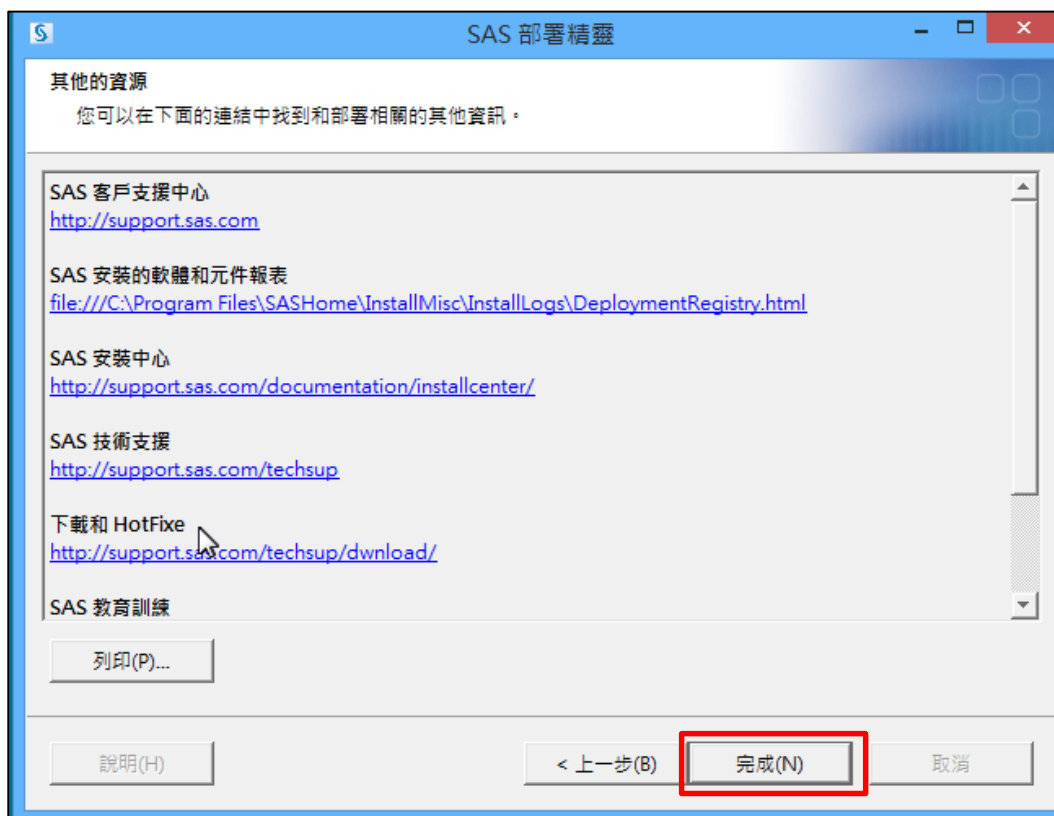 SAS 部署精靈
其他的資源
您可以在下面的連結中找到和部署相關的其他資訊。
SAS 客戶支援中心
http://support.sas.com
SAS 安裝的軟體和元件報表
file:///C:\Program Files\SASHome\InstallMisc\InstallLogs\DeploymentRegistry.html
SAS 安裝中心
http://support.sas.com/documentation/installcenter/
SAS 技術支援
http://support.sas.com/techsup
下載和 HotFixe
http://support.sas.com/techsup/dwnload/
SAS 教育訓練
列印(P)...
說明(H)
< 上一步(B)
完成(N)
取消